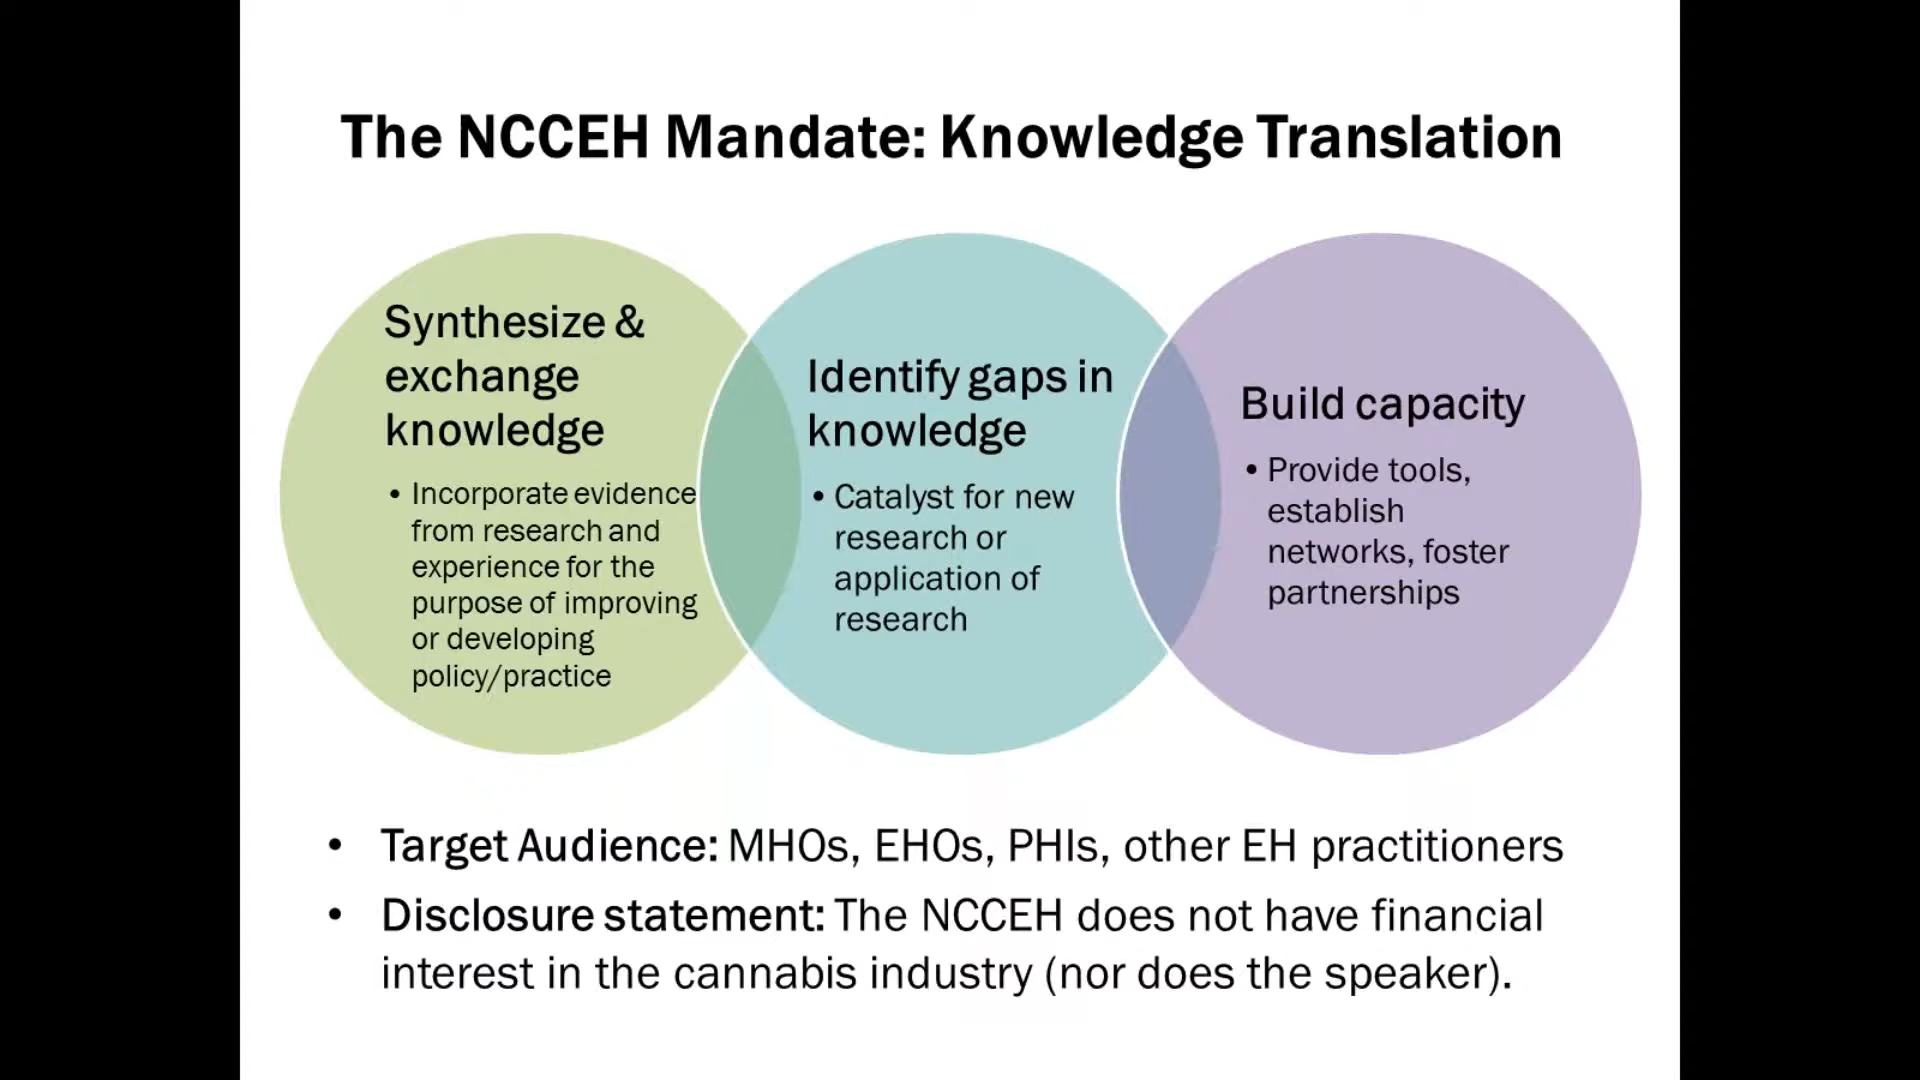 The NCCEH Mandate: Knowledge Translation
Synthesize &
exchange
knowledge
• Incorporate evidence
from research and
experience for the
purpose of improving
or developing
policy/practice
Identify gaps in
knowledge
• Catalyst for new
research or
application of
research
Build capacity
• Provide tools,
establish
networks, foster
partnerships
• Target Audience: MHOs, EHOs, PHIs, other EH practitioners
• Disclosure statement: The NCCEH does not have financial
interest in the cannabis industry (nor does the speaker).